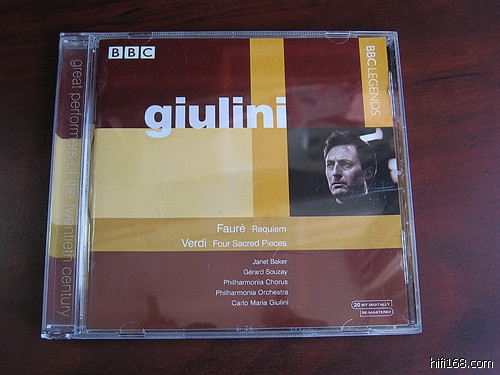 BBC
BBC LEGENDS
giulini
great performers of the twentieth century
Fauré Requiem
Verdi Four Sacred Pieces
Janet Baker
Gérard Souzay
Philharmonia Chorus
Philharmonia Orchestra
Carlo Maria Giulini
20 BIT DIGITALLY
RE-MASTERED
hifi168.com